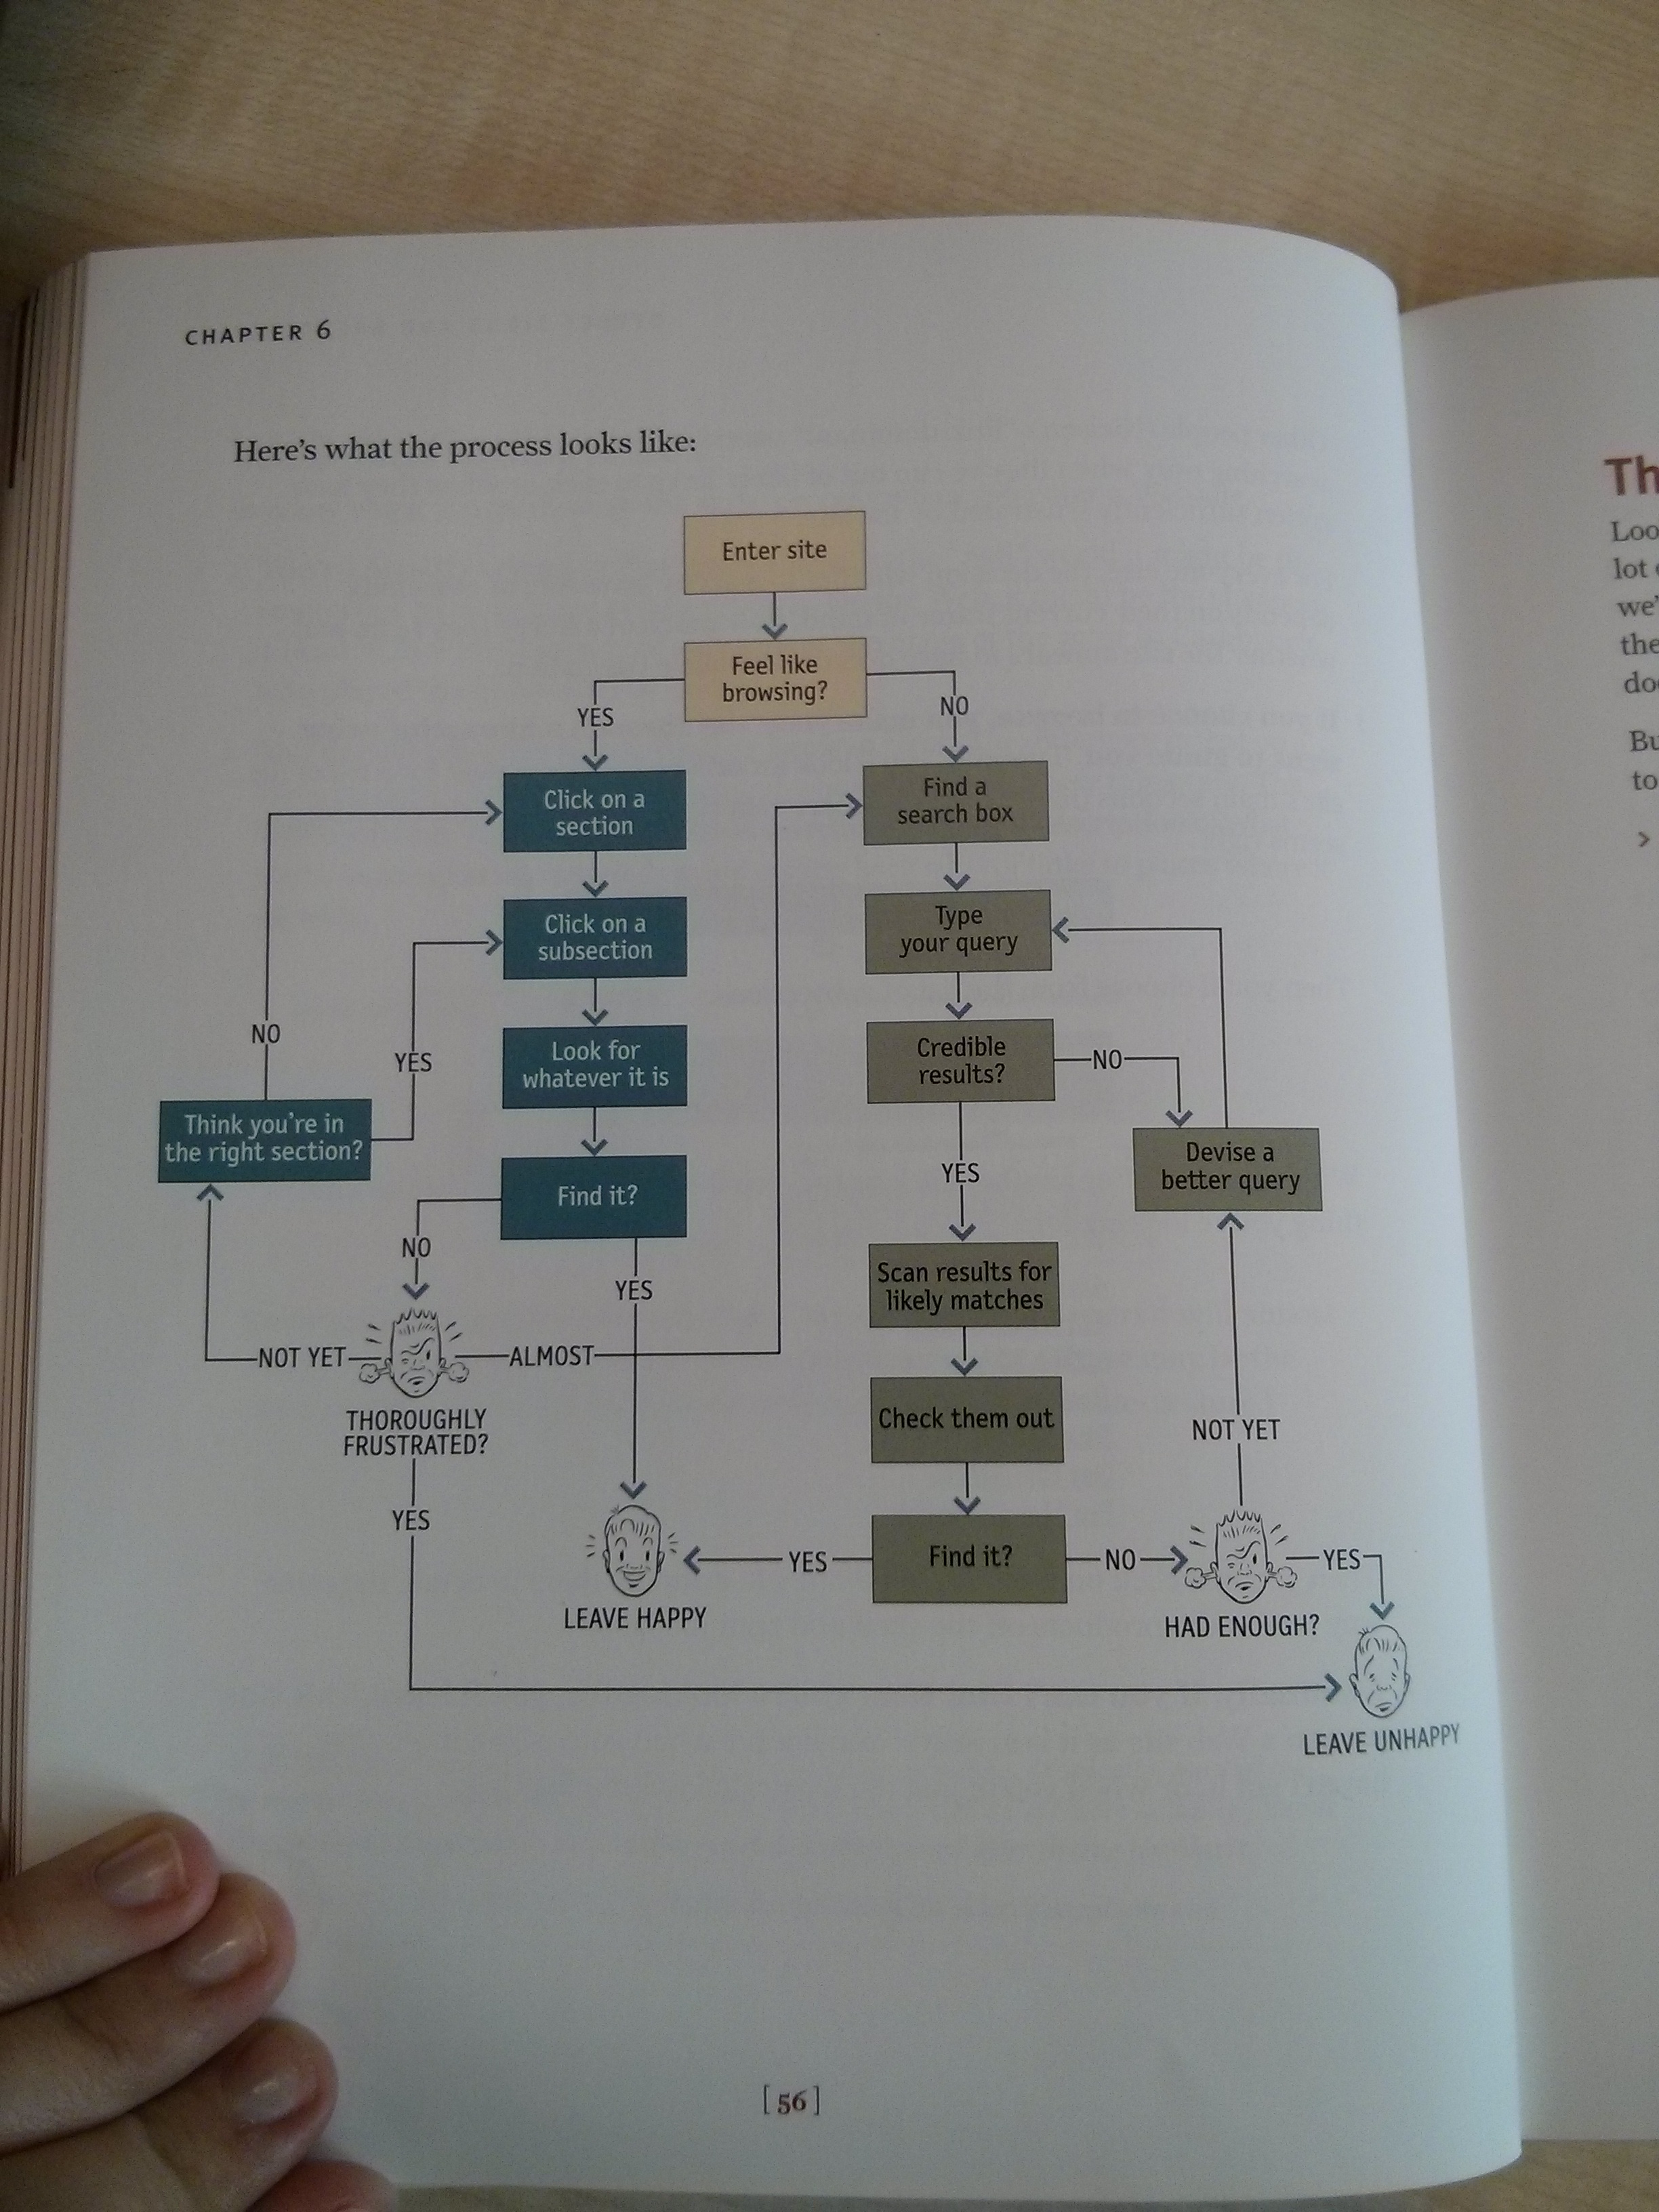 CHAPTER 6
Here's what the process looks like:
Enter site
Feel like
browsing?
YES
NO
Click on a
section
Find a
search box
Click on a
subsection
Type
your query
NO
YES
Look for
whatever it is
Credible
results?
NO
Think you're in
the right section?
Devise a
better query
YES
Find it?
NO
YES
Scan results for
likely matches
NOT YET
ALMOST
THOROUGHLY
FRUSTRATED?
Check them out
NOT YET
YES
LEAVE HAPPY
YES
Find it?
NO
YES
HAD ENOUGH?
LEAVE UNHAPPY
[ 56 ]
Th
Loo
lot
we'
the
do
Bu
to
>